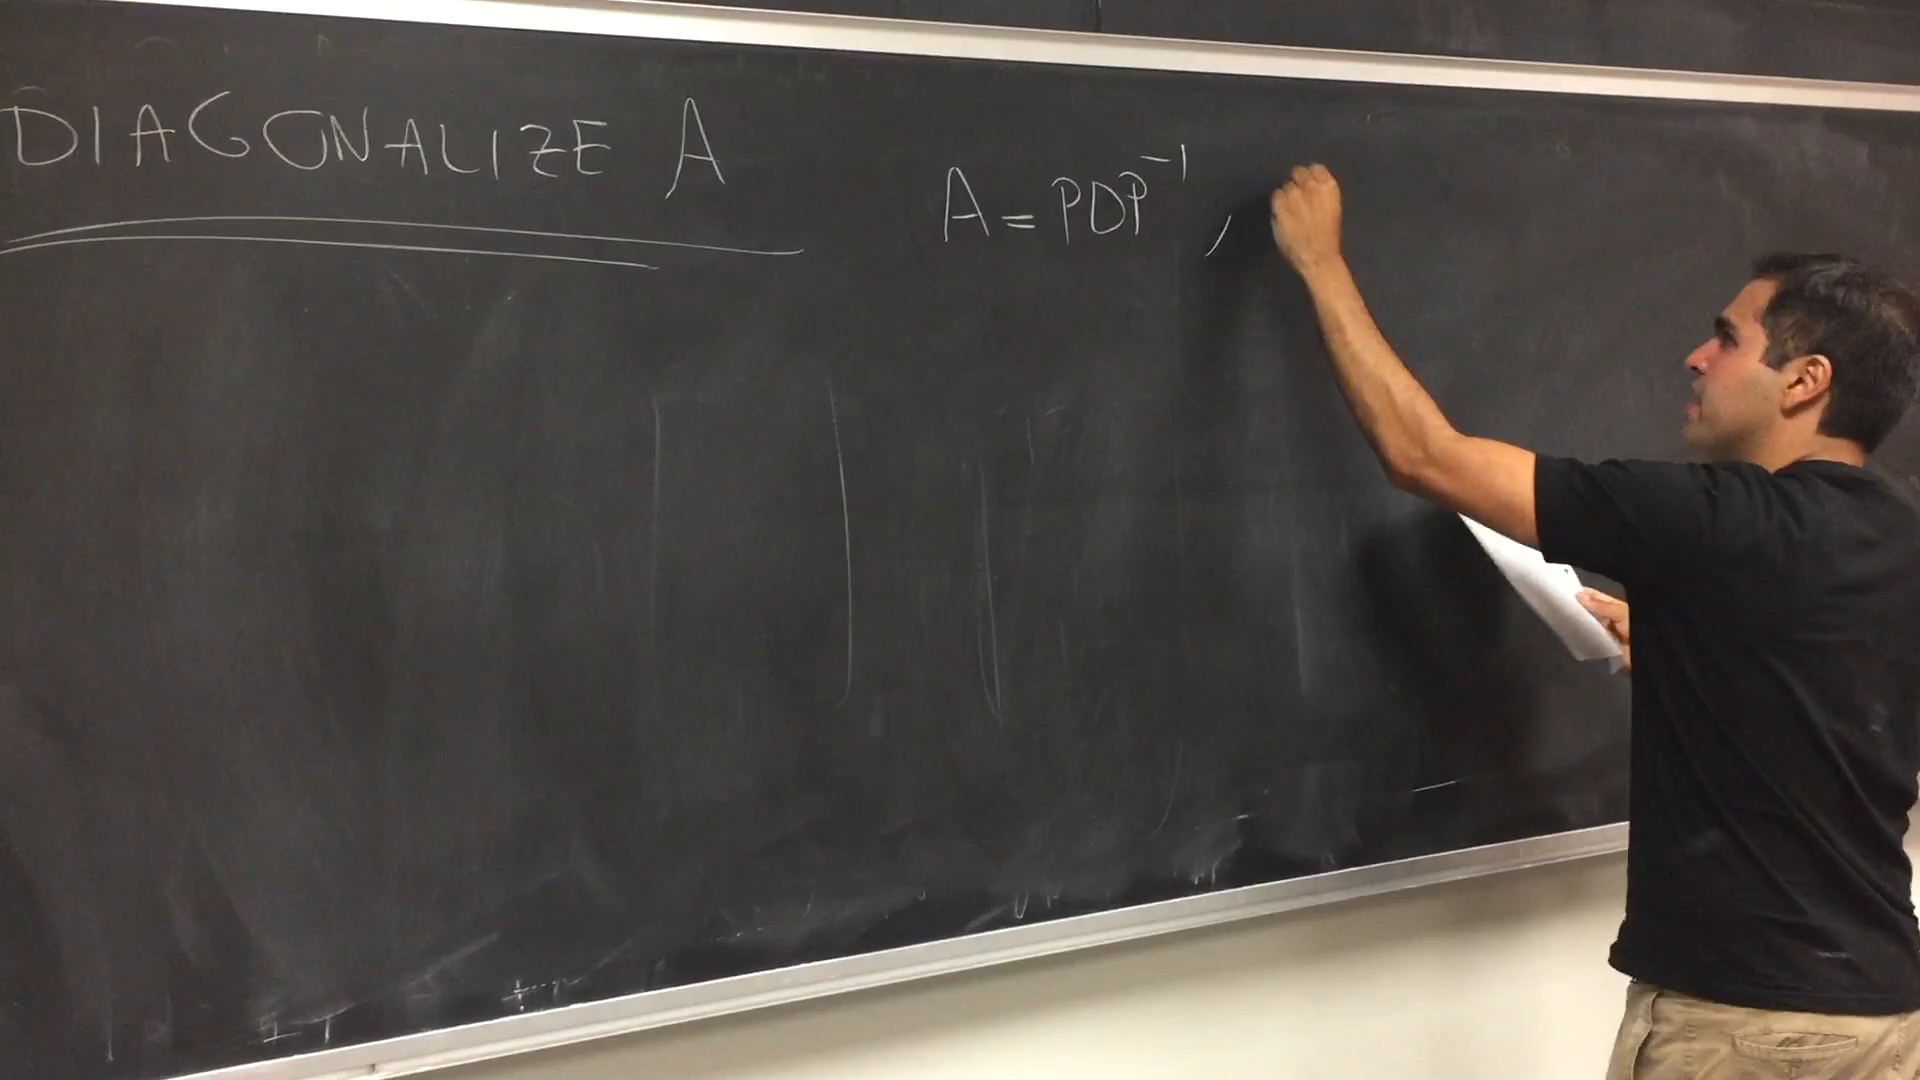 DIAGONALIZE A
A = PDP⁻¹ ,